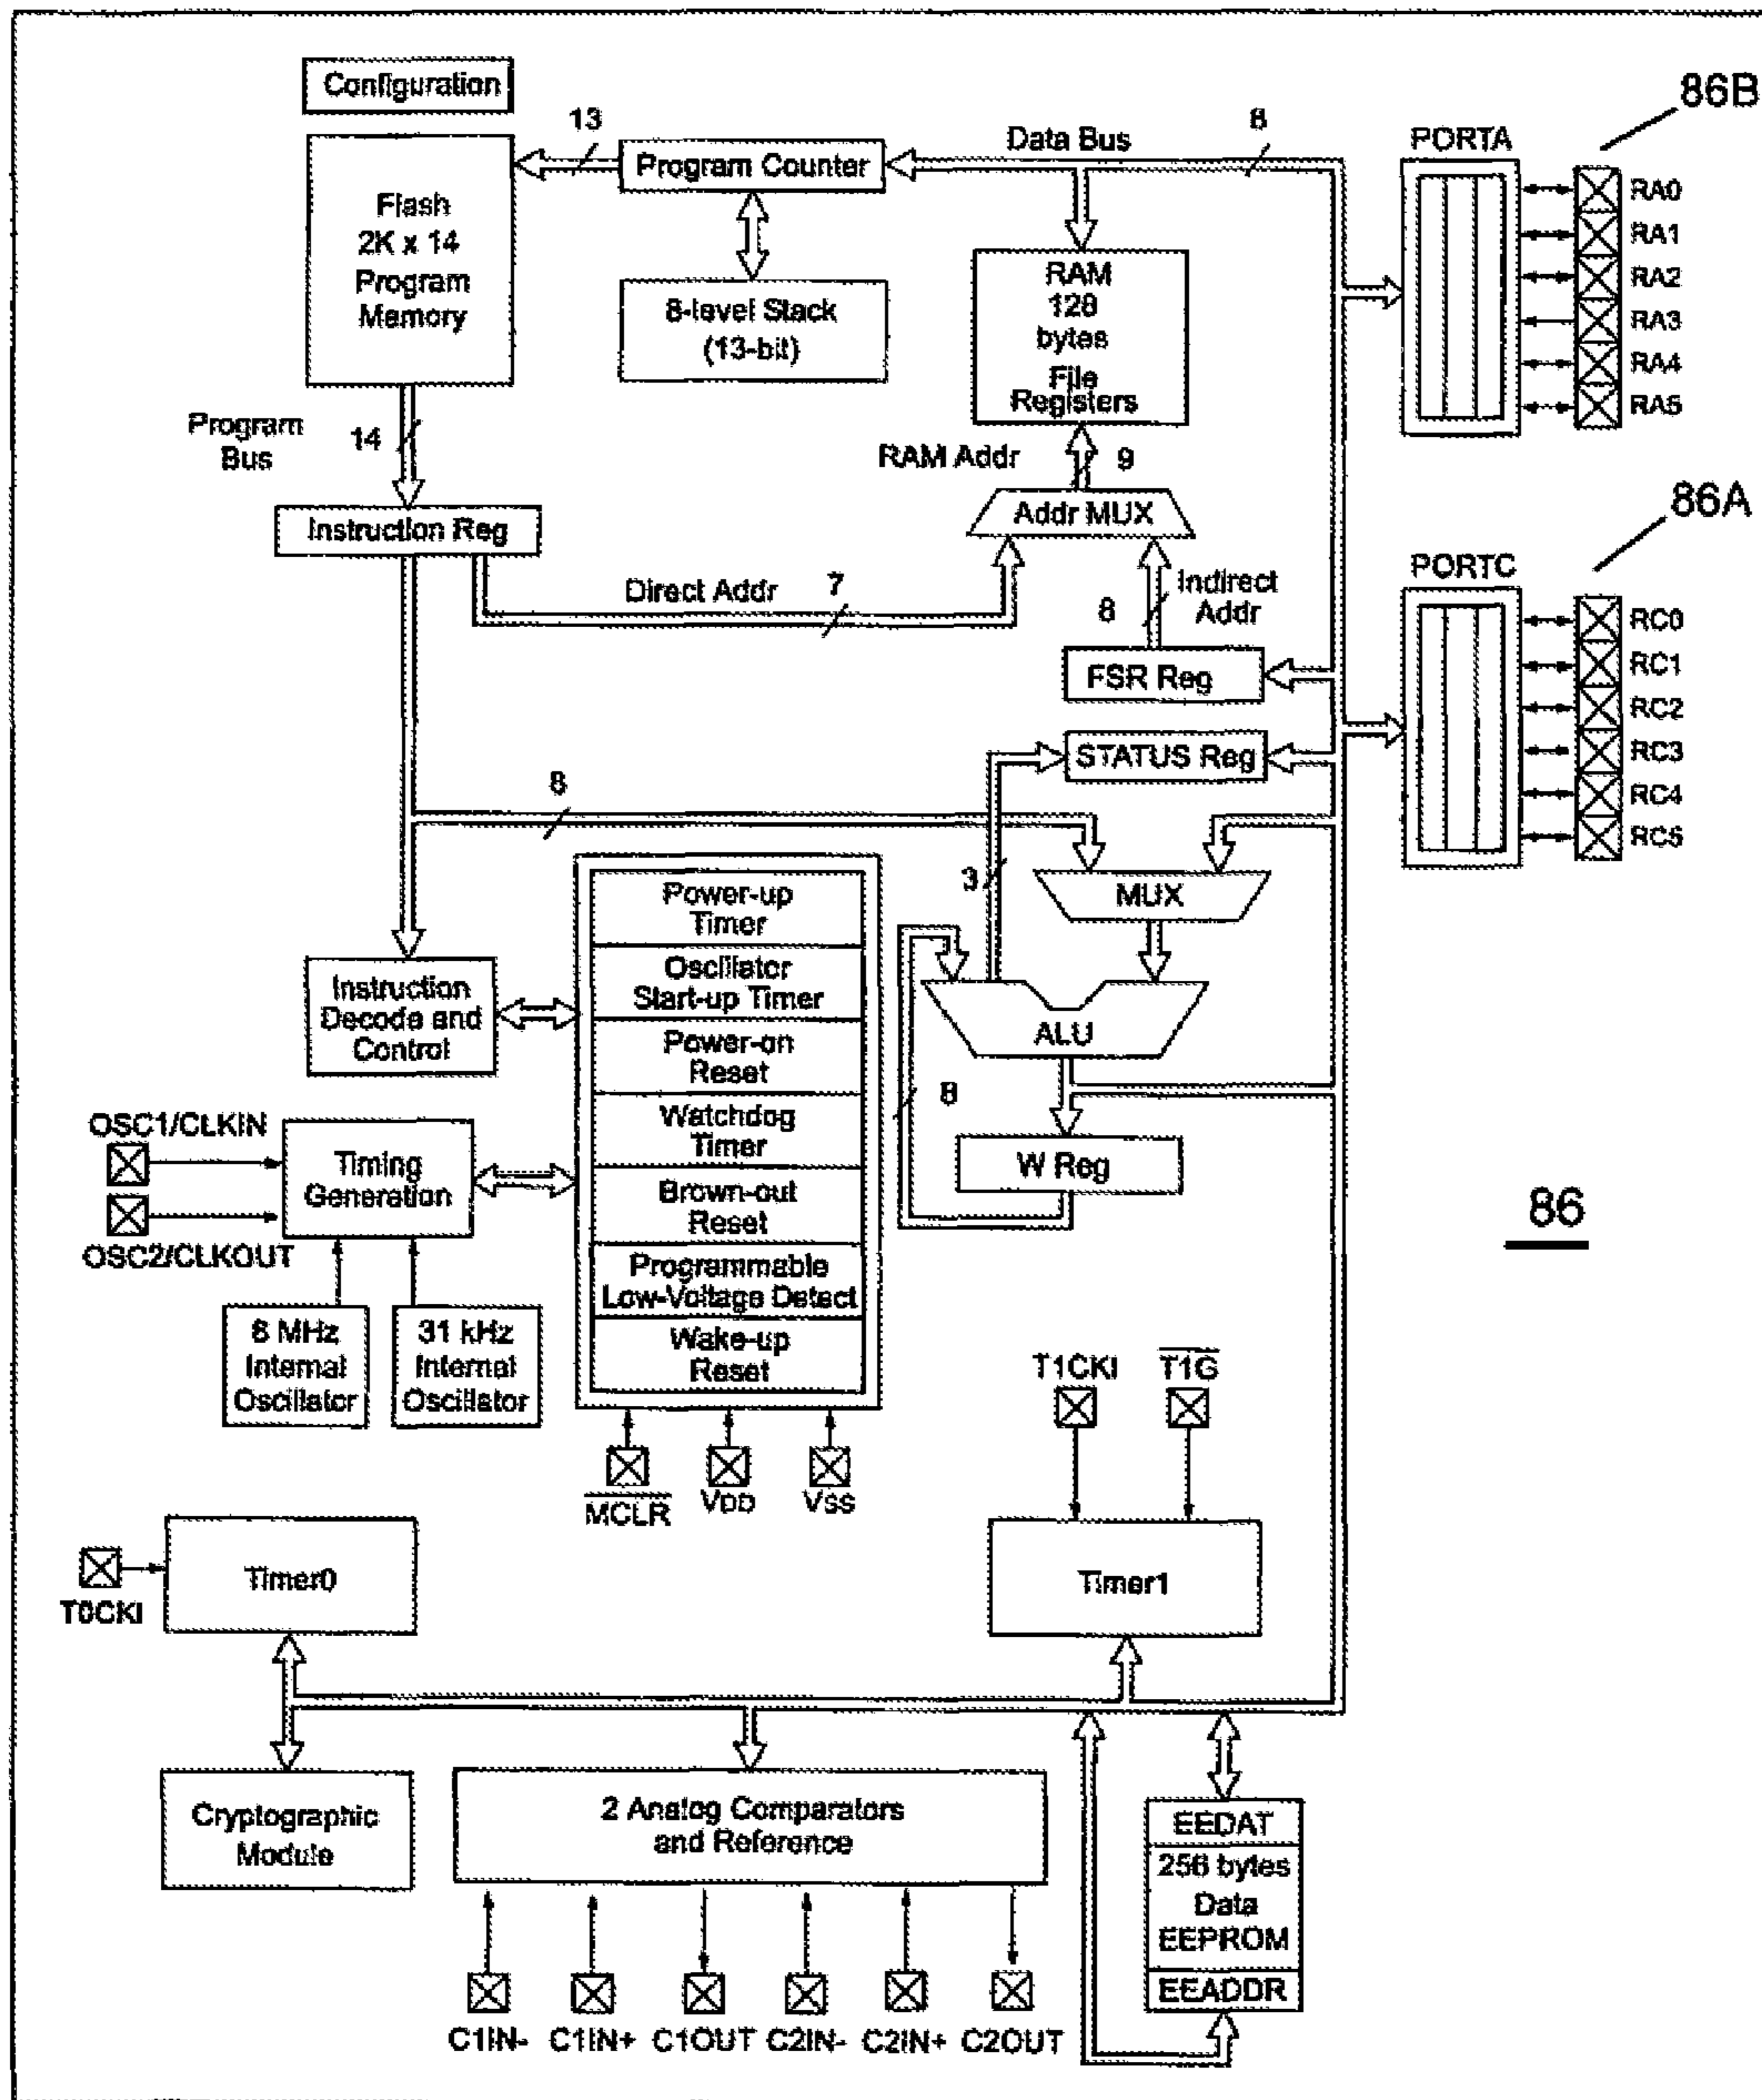 Configuration
86B
13
Data Bus
8
PORTA
Program Counter
Flash
2K x 14
Program
Memory
RA0
RA1
RA2
RA3
RA4
RA5
RAM
128
bytes
File
Registers
8-level Stack
(13-bit)
Program
Bus
14
RAM Addr
9
Instruction Reg
Addr MUX
86A
PORTC
Direct Addr
7
Indirect
Addr
8
RC0
RC1
RC2
RC3
RC4
RC5
FSR Reg
STATUS Reg
8
3
MUX
Power-up
Timer
Oscillator
Start-up Timer
Power-on
Reset
Watchdog
Timer
Brown-out
Reset
Programmable
Low-Voltage Detect
Wake-up
Reset
Instruction
Decode and
Control
ALU
8
W Reg
OSC1/CLKIN
OSC2/CLKOUT
Timing
Generation
86
8 MHz
Internal
Oscillator
31 kHz
Internal
Oscillator
T1CKI
T1G
MCLR
VDD
VSS
Timer0
T0CKI
Timer1
Cryptographic
Module
2 Analog Comparators
and Reference
EEDAT
256 bytes
Data
EEPROM
EEADDR
C1IN-
C1IN+
C1OUT
C2IN-
C2IN+
C2OUT